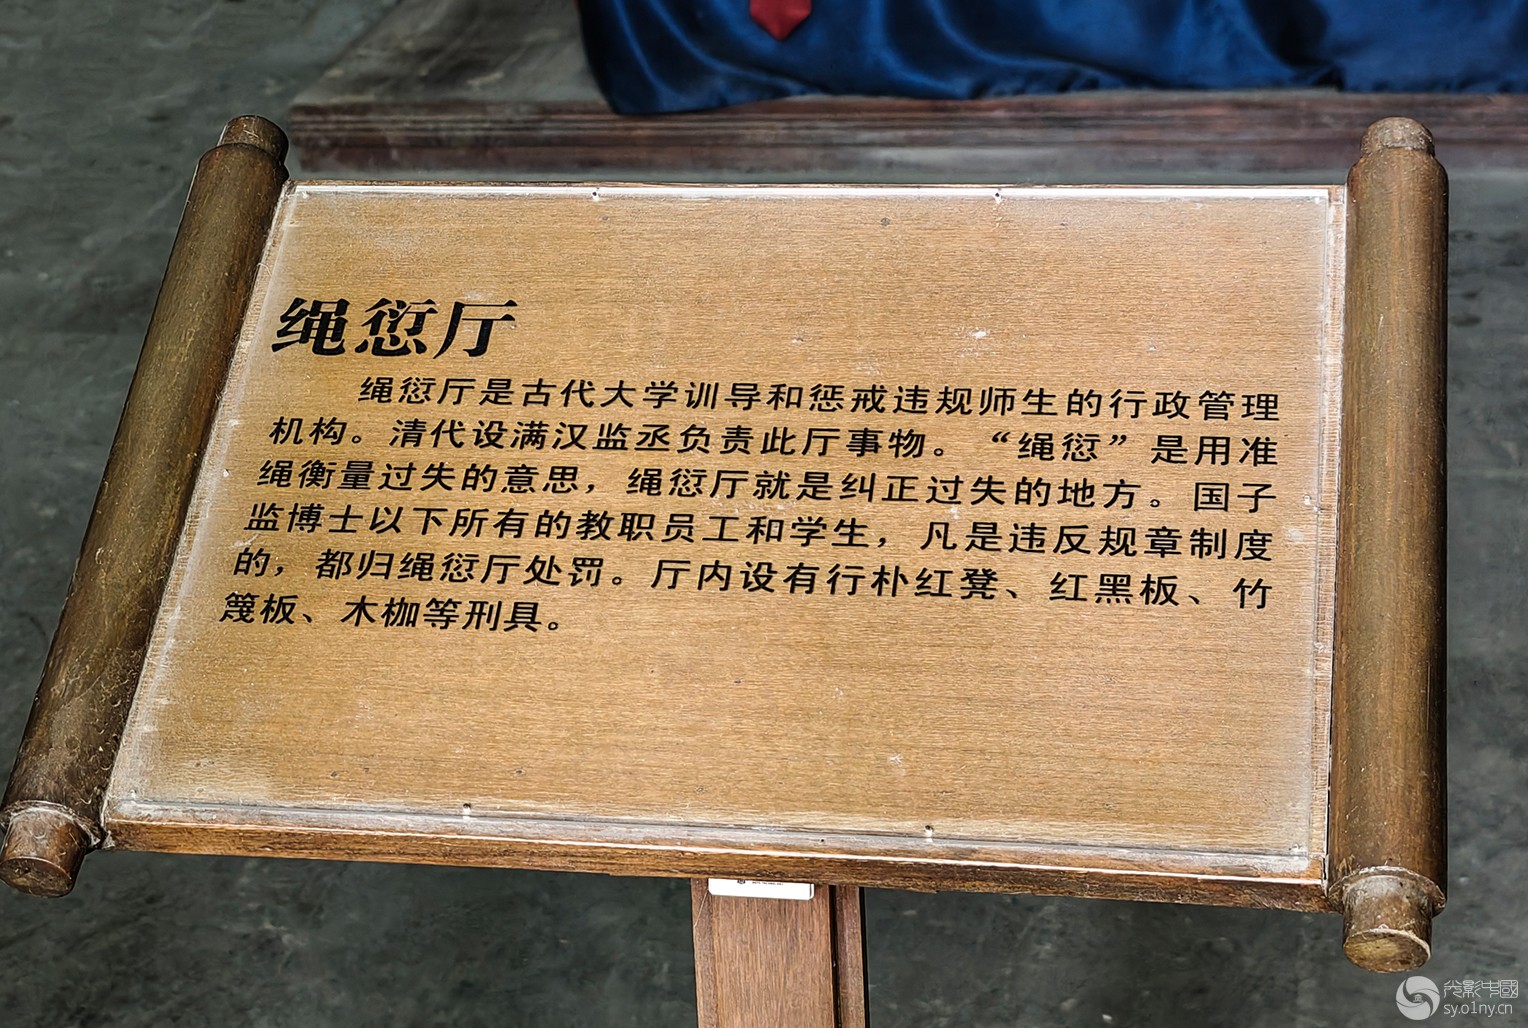 绳愆厅
绳愆厅是古代大学训导和惩戒违规师生的行政管理
机构。清代设满汉监丞负责此厅事物。“绳愆”是用准
绳衡量过失的意思，绳愆厅就是纠正过失的地方。国子
监博士以下所有的教职员工和学生，凡是违反规章制度
的，都归绳愆厅处罚。厅内设有行朴红凳、红黑板、竹
篾板、木枷等刑具。
光影中國
sy.o1ny.cn